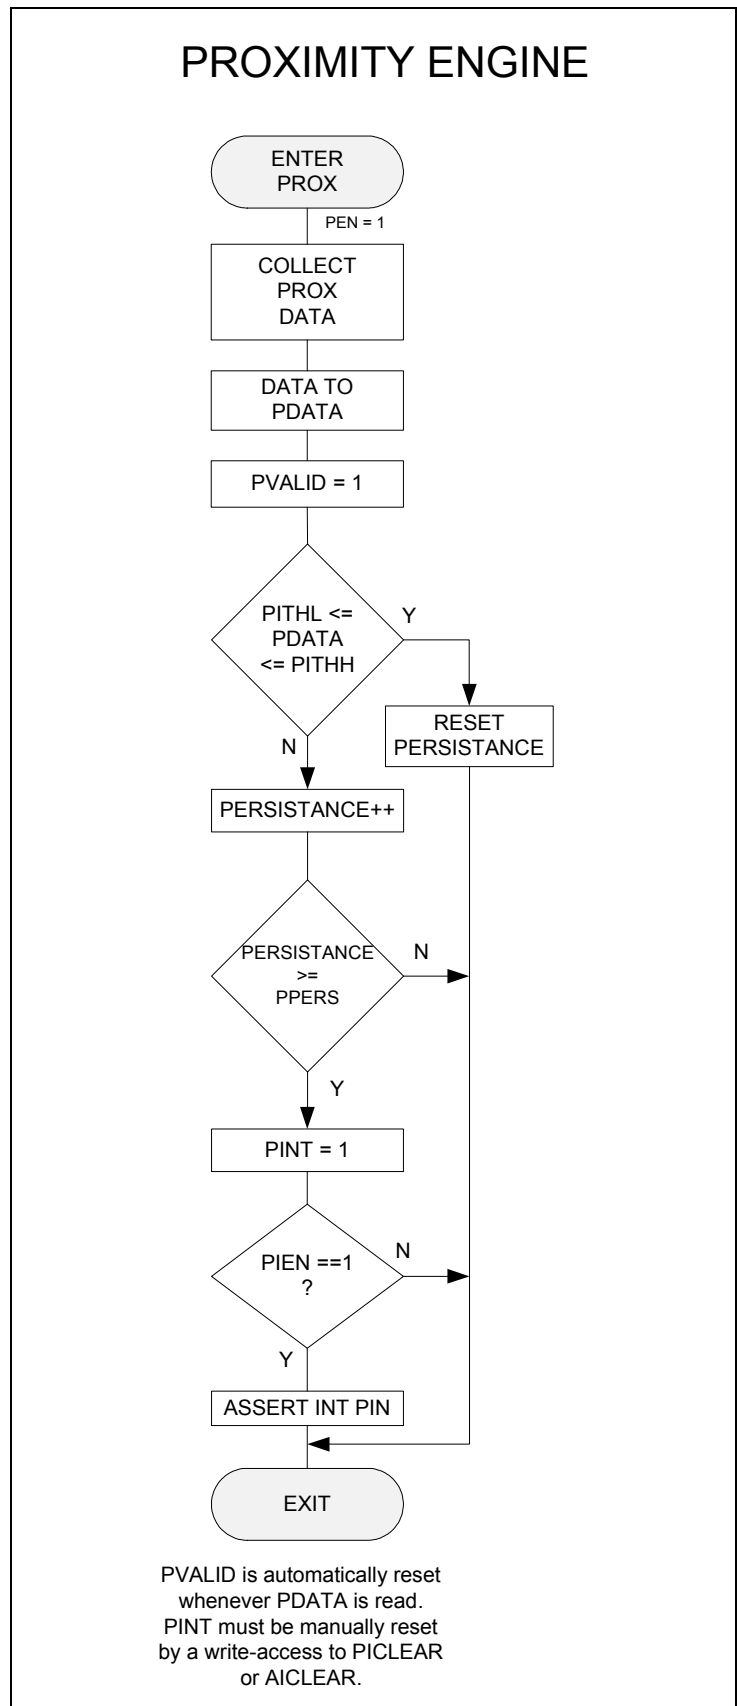 PROXIMITY ENGINE
ENTER
PROX
PEN = 1
COLLECT
PROX
DATA
DATA TO
PDATA
PVALID = 1
PITHL <=
PDATA
<= PITHH
Y
RESET
PERSISTANCE
N
PERSISTANCE++
PERSISTANCE
>=
PPERS
N
Y
PINT = 1
PIEN ==1
?
N
Y
ASSERT INT PIN
EXIT
PVALID is automatically reset
whenever PDATA is read.
PINT must be manually reset
by a write-access to PICLEAR
or AICLEAR.